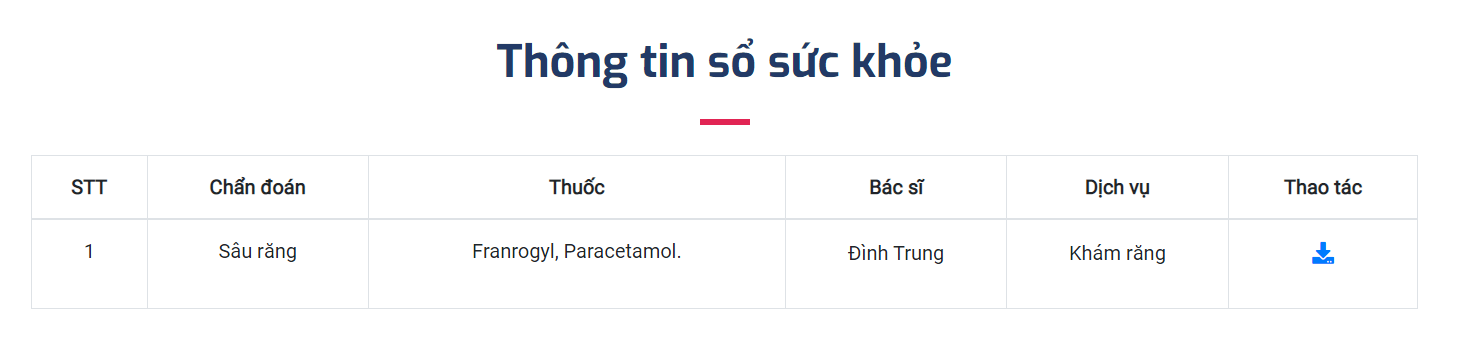 Thông tin sổ sức khỏe
STT Chẩn đoán Thuốc Bác sĩ Dịch vụ Thao tác
1 Sâu răng Franrogyl, Paracetamol. Đình Trung Khám răng